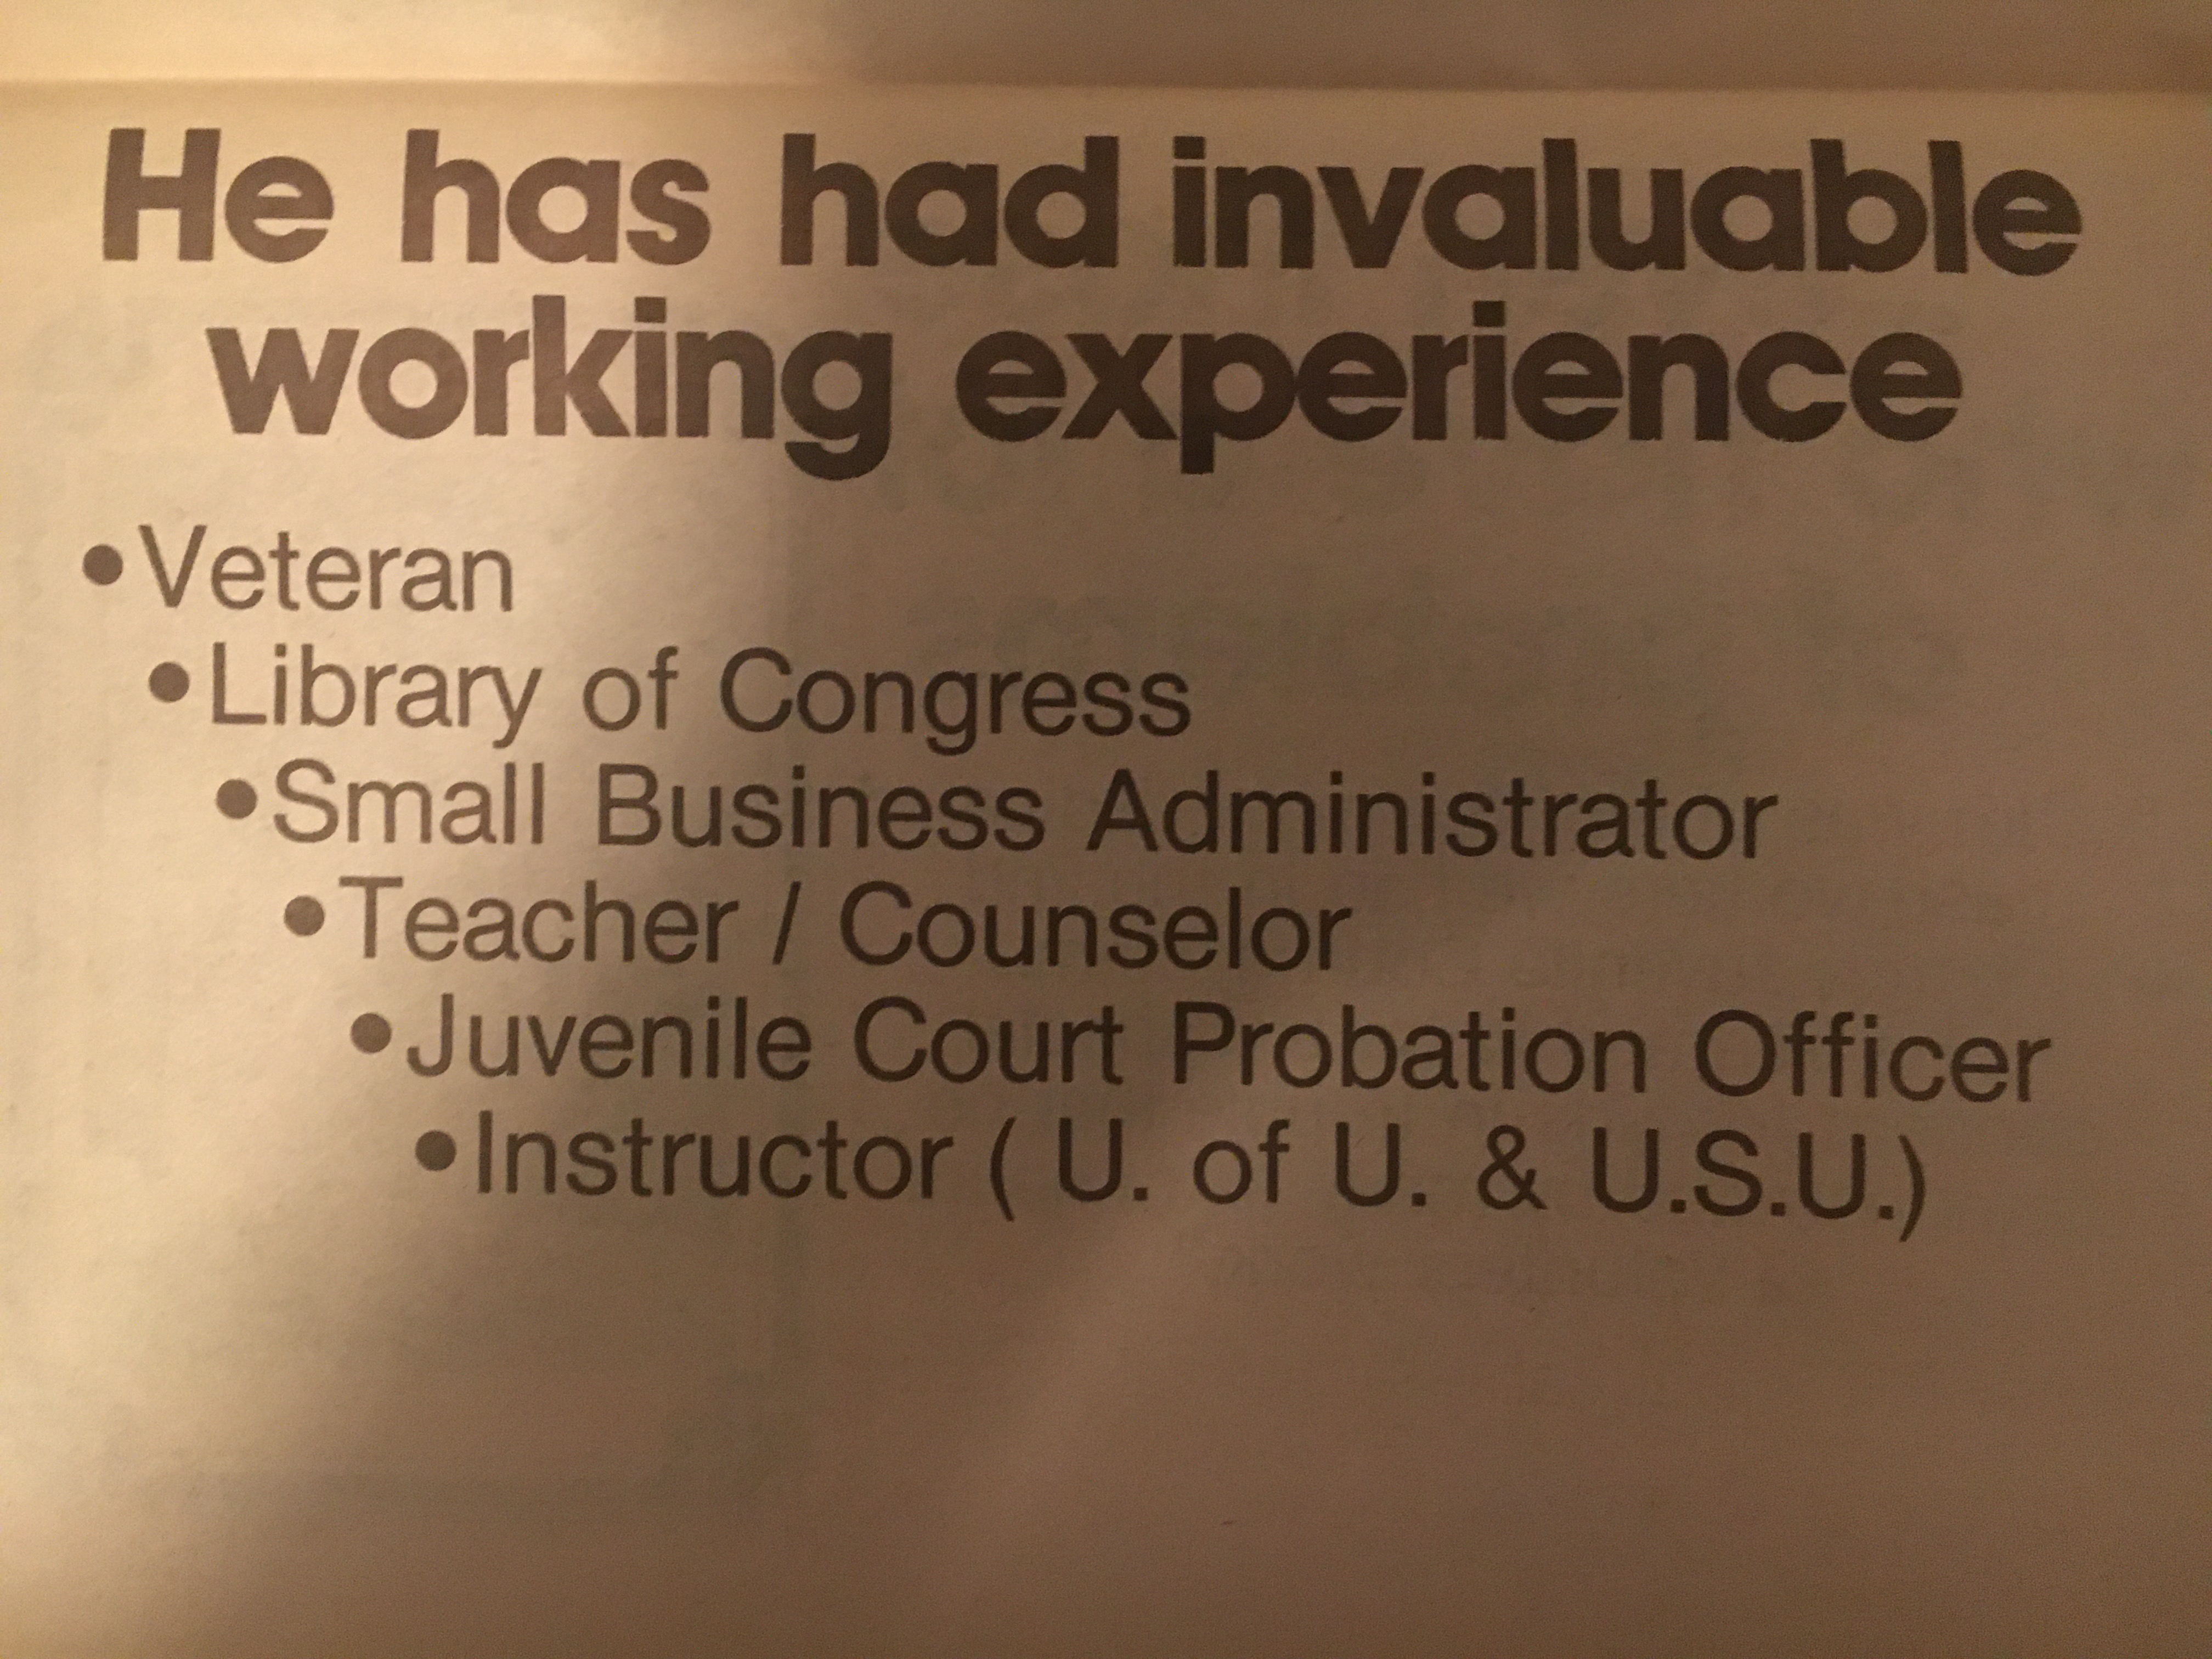 He has had invaluable
working experience
•Veteran
•Library of Congress
•Small Business Administrator
•Teacher / Counselor
•Juvenile Court Probation Officer
•Instructor ( U. of U. & U.S.U.)